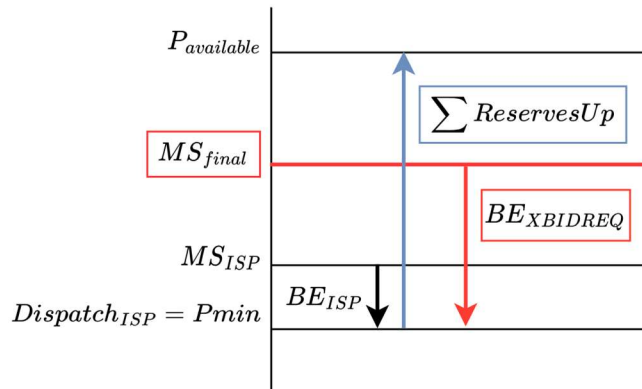 P_available
∑ ReservesUp
MS_final
BE_XBIDREQ
MS_ISP
BE_ISP
Dispatch_ISP = Pmin